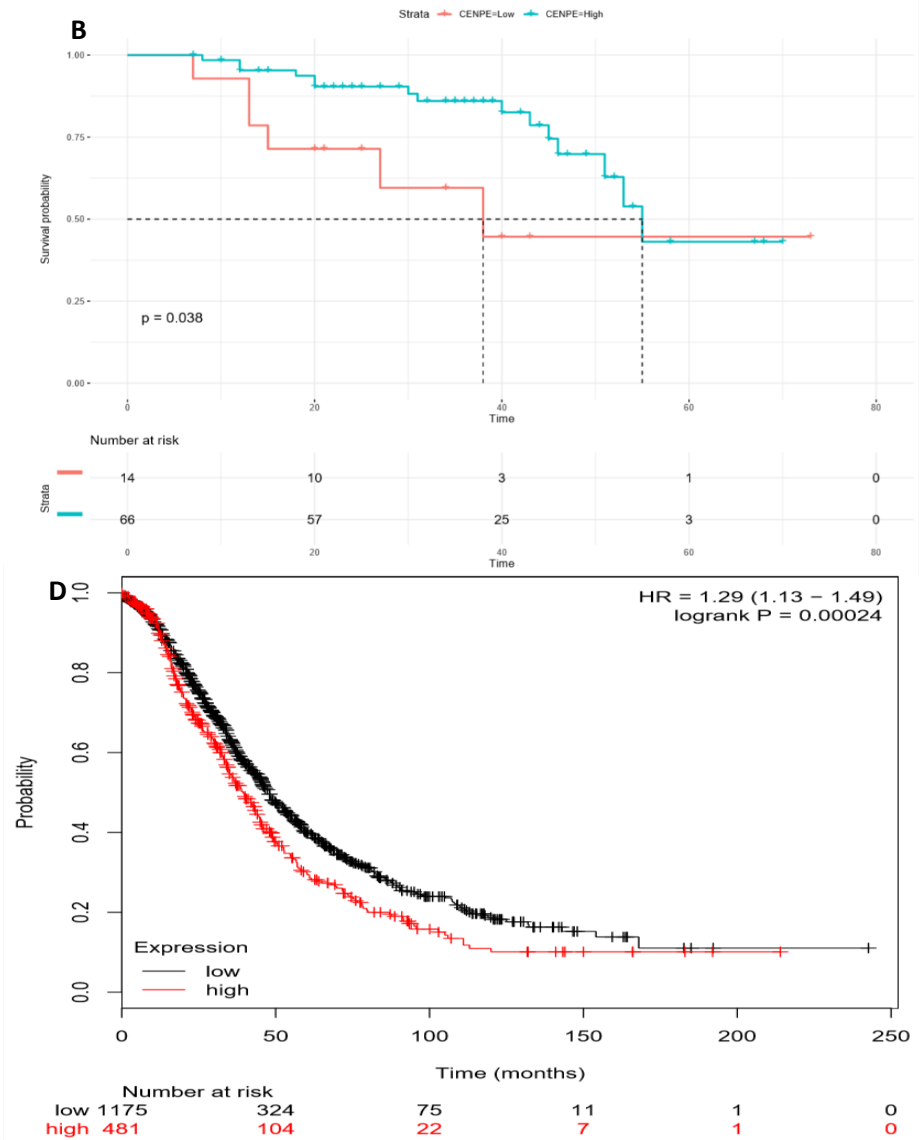 Strata CENPE=Low CENPE=High
B
1.00
0.75
0.50
0.25
0.00
Survival probability
p = 0.038
0 20 40 60 80
Time
Number at risk
Strata
14 10 3 1 0
66 57 25 3 0
0 20 40 60 80
Time
D
HR = 1.29 (1.13 − 1.49)
logrank P = 0.00024
1.0
0.8
0.6
0.4
0.2
0.0
Probability
Expression
low
high
0 50 100 150 200 250
Time (months)
Number at risk
low 1175 324 75 11 1 0
high 481 104 22 7 1 0